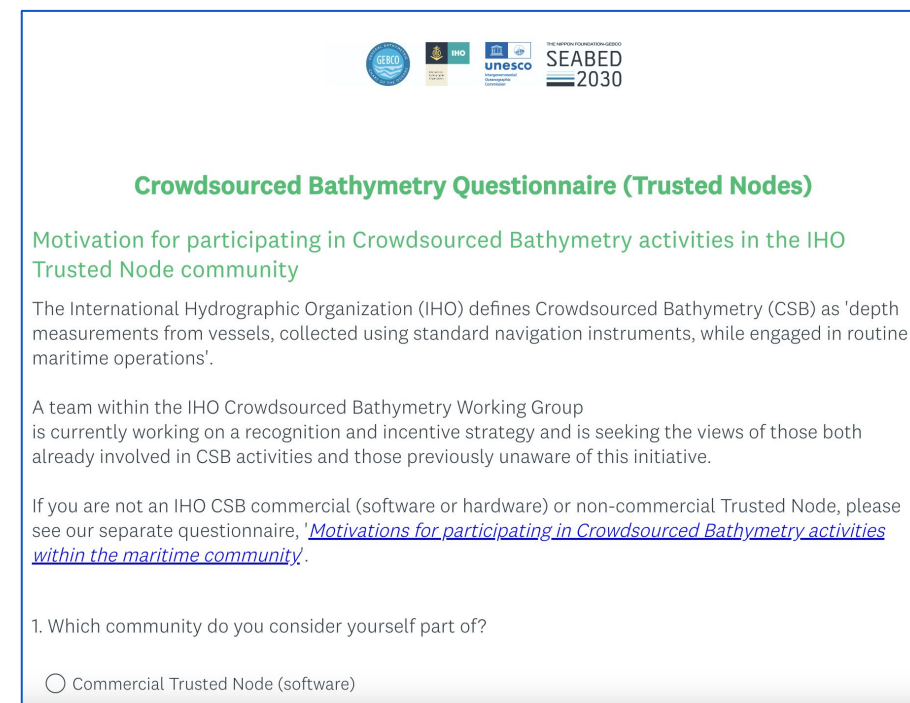 GEBCO
IHO
unesco
Intergovernmental
Oceanographic
Commission
THE NIPPON FOUNDATION-GEBCO
SEABED
2030
Crowdsourced Bathymetry Questionnaire (Trusted Nodes)
Motivation for participating in Crowdsourced Bathymetry activities in the IHO
Trusted Node community
The International Hydrographic Organization (IHO) defines Crowdsourced Bathymetry (CSB) as 'depth
measurements from vessels, collected using standard navigation instruments, while engaged in routine
maritime operations'.
A team within the IHO Crowdsourced Bathymetry Working Group
is currently working on a recognition and incentive strategy and is seeking the views of those both
already involved in CSB activities and those previously unaware of this initiative.
If you are not an IHO CSB commercial (software or hardware) or non-commercial Trusted Node, please
see our separate questionnaire, 'Motivations for participating in Crowdsourced Bathymetry activities
within the maritime community'.
1. Which community do you consider yourself part of?
Commercial Trusted Node (software)